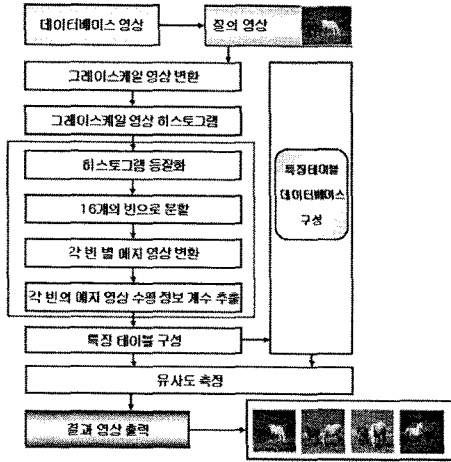 데이터베이스 영상
질의 영상
그레이스케일 영상 변환
그레이스케일 영상 히스토그램
히스토그램 등질화
16개의 빈으로 분할
각 빈 별 에지 영상 변환
각 빈의 에지 영상 수평 정보 계수 추출
특징 테이블 구성
특징테이블
데이터베이스
구성
유사도 측정
결과 영상 출력